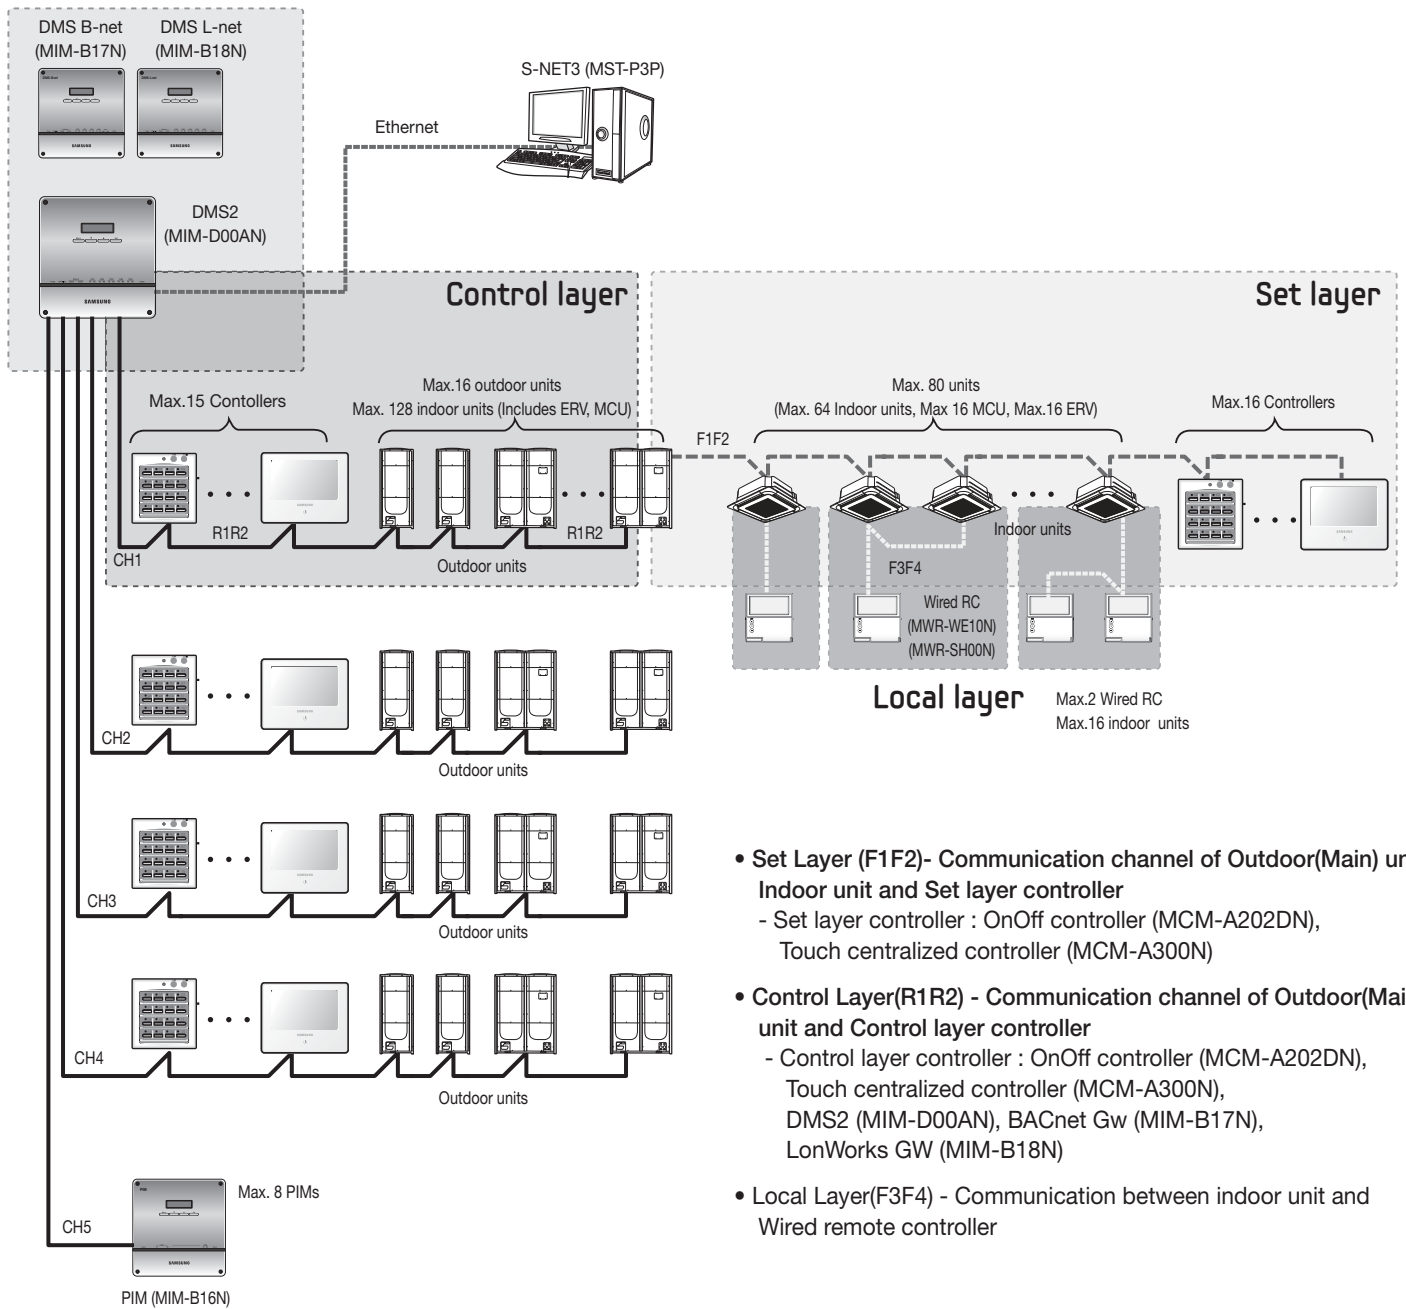 DMS B-net
(MIM-B17N)
DMS L-net
(MIM-B18N)
SAMSUNG
SAMSUNG
S-NET3 (MST-P3P)
Ethernet
DMS2
(MIM-D00AN)
SAMSUNG
Control layer
Set layer
Max.15 Contollers
Max.16 outdoor units
Max. 128 indoor units (Includes ERV, MCU)
F1F2
Max. 80 units
(Max. 64 Indoor units, Max 16 MCU, Max.16 ERV)
Max.16 Controllers
CH1
R1R2
R1R2
Outdoor units
Indoor units
F3F4
Wired RC
(MWR-WE10N)
(MWR-SH00N)
Local layer
Max.2 Wired RC
Max.16 indoor units
CH2
Outdoor units
CH3
Outdoor units
CH4
Outdoor units
• Set Layer (F1F2)- Communication channel of Outdoor(Main)
Indoor unit and Set layer controller
- Set layer controller : OnOff controller (MCM-A202DN),
Touch centralized controller (MCM-A300N)
• Control Layer(R1R2) - Communication channel of Outdoor(Mai
unit and Control layer controller
- Control layer controller : OnOff controller (MCM-A202DN),
Touch centralized controller (MCM-A300N),
DMS2 (MIM-D00AN), BACnet Gw (MIM-B17N),
LonWorks GW (MIM-B18N)
• Local Layer(F3F4) - Communication between indoor unit and
Wired remote controller
CH5
PIM
SAMSUNG
Max. 8 PIMs
PIM (MIM-B16N)